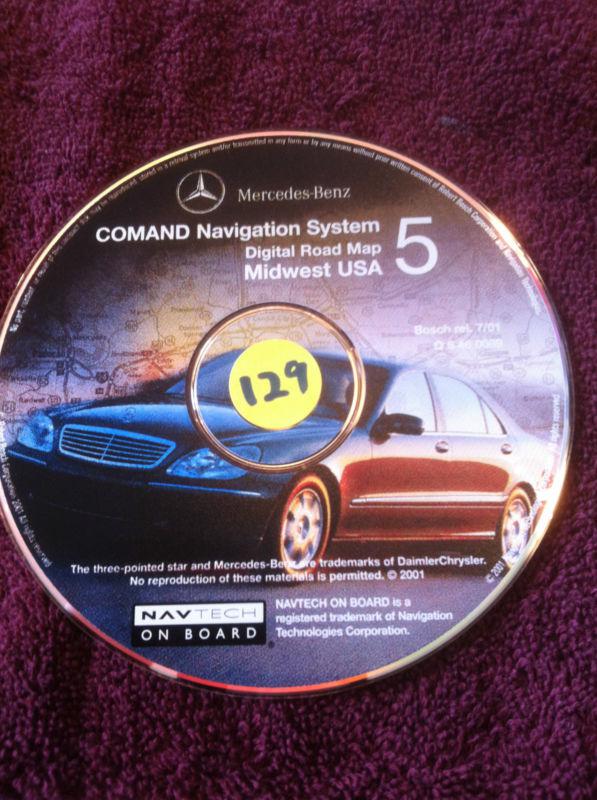 Mercedes-Benz
COMAND Navigation System
Digital Road Map
Midwest USA
5
Bosch rel. 7/01
129
The three-pointed star and Mercedes-Benz are trademarks of DaimlerChrysler.
No reproduction of these materials is permitted. © 2001
NAVTECH
ON BOARD
NAVTECH ON BOARD is a
registered trademark of Navigation
Technologies Corporation.